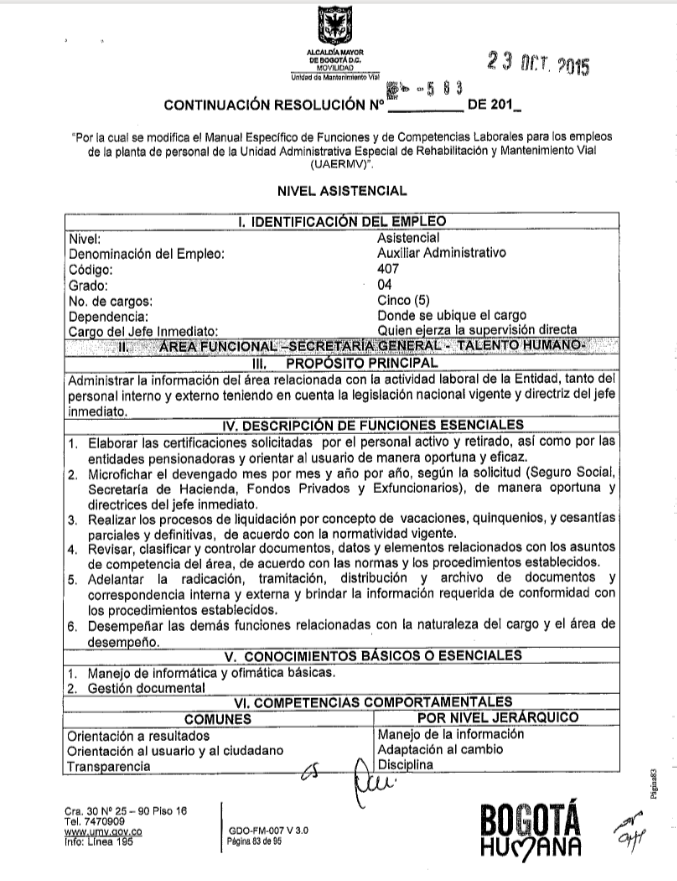 ALCALDÍA MAYOR
DE BOGOTÁ D.C.
MOVILIDAD
Unidad de Mantenimiento Vial
23 OCT. 2015
- 5 8 3
CONTINUACIÓN RESOLUCIÓN Nº __________ DE 201_
"Por la cual se modifica el Manual Específico de Funciones y de Competencias Laborales para los empleos
de la planta de personal de la Unidad Administrativa Especial de Rehabilitación y Mantenimiento Vial
(UAERMV)".
NIVEL ASISTENCIAL
I. IDENTIFICACIÓN DEL EMPLEO
Nivel: Asistencial
Denominación del Empleo: Auxiliar Administrativo
Código: 407
Grado: 04
No. de cargos: Cinco (5)
Dependencia: Donde se ubique el cargo
Cargo del Jefe Inmediato: Quien ejerza la supervisión directa
II. ÁREA FUNCIONAL –SECRETARÍA GENERAL - TALENTO HUMANO-
III. PROPÓSITO PRINCIPAL
Administrar la información del área relacionada con la actividad laboral de la Entidad, tanto del
personal interno y externo teniendo en cuenta la legislación nacional vigente y directriz del jefe
inmediato.
IV. DESCRIPCIÓN DE FUNCIONES ESENCIALES
1. Elaborar las certificaciones solicitadas por el personal activo y retirado, así como por las
entidades pensionadoras y orientar al usuario de manera oportuna y eficaz.
2. Microfichar el devengado mes por mes y año por año, según la solicitud (Seguro Social,
Secretaría de Hacienda, Fondos Privados y Exfuncionarios), de manera oportuna y
directrices del jefe inmediato.
3. Realizar los procesos de liquidación por concepto de vacaciones, quinquenios, y cesantías
parciales y definitivas, de acuerdo con la normatividad vigente.
4. Revisar, clasificar y controlar documentos, datos y elementos relacionados con los asuntos
de competencia del área, de acuerdo con las normas y los procedimientos establecidos.
5. Adelantar la radicación, tramitación, distribución y archivo de documentos y
correspondencia interna y externa y brindar la información requerida de conformidad con
los procedimientos establecidos.
6. Desempeñar las demás funciones relacionadas con la naturaleza del cargo y el área de
desempeño.
V. CONOCIMIENTOS BÁSICOS O ESENCIALES
1. Manejo de informática y ofimática básicas.
2. Gestión documental
VI. COMPETENCIAS COMPORTAMENTALES
COMUNES POR NIVEL JERÁRQUICO
Orientación a resultados Manejo de la información
Orientación al usuario y al ciudadano Adaptación al cambio
Transparencia Disciplina
Página83
Cra. 30 Nº 25 – 90 Piso 16
Tel. 7470909
www.umv.gov.co
Info: Línea 195
GDO-FM-007 V 3.0
Página 83 de 95
BOGOTÁ
HUMANA